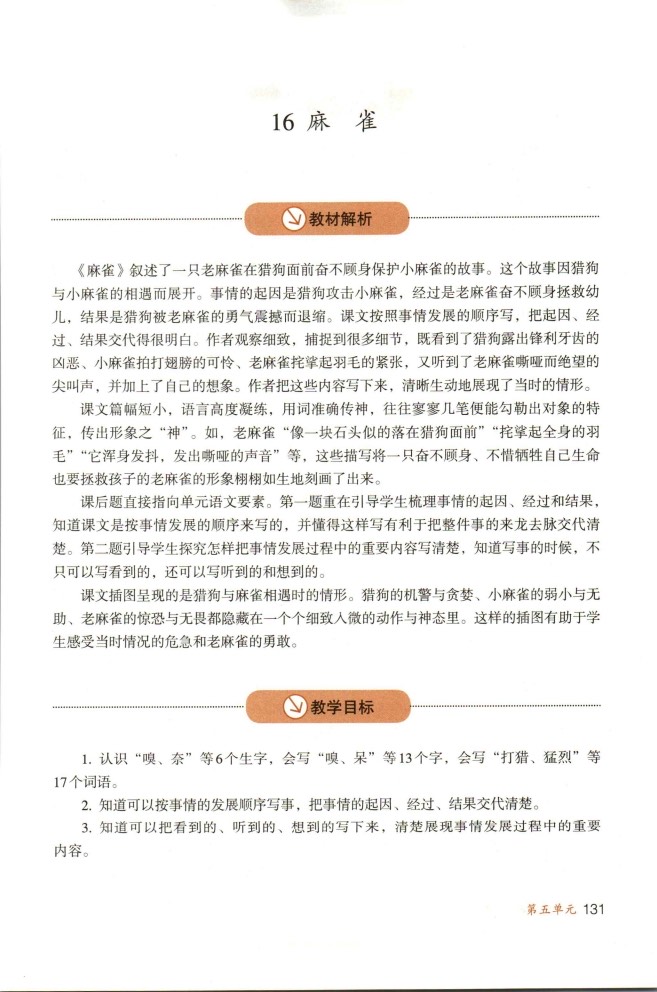 16 麻 雀
教材解析
《麻雀》叙述了一只老麻雀在猎狗面前奋不顾身保护小麻雀的故事。这个故事因猎狗
与小麻雀的相遇而展开。事情的起因是猎狗攻击小麻雀，经过是老麻雀奋不顾身拯救幼
儿，结果是猎狗被老麻雀的勇气震撼而退缩。课文按照事情发展的顺序写，把起因、经
过、结果交代得很明白。作者观察细致，捕捉到很多细节，既看到了猎狗露出锋利牙齿的
凶恶、小麻雀拍打翅膀的可怜、老麻雀挓挲起羽毛的紧张，又听到了老麻雀嘶哑而绝望的
尖叫声，并加上了自己的想象。作者把这些内容写下来，清晰生动地展现了当时的情形。
课文篇幅短小，语言高度凝练，用词准确传神，往往寥寥几笔便能勾勒出对象的特
征，传出形象之“神”。如，老麻雀“像一块石头似的落在猎狗面前”“挓挲起全身的羽
毛”“它浑身发抖，发出嘶哑的声音”等，这些描写将一只奋不顾身、不惜牺牲自己生命
也要拯救孩子的老麻雀的形象栩栩如生地刻画了出来。
课后题直接指向单元语文要素。第一题重在引导学生梳理事情的起因、经过和结果，
知道课文是按事情发展的顺序来写的，并懂得这样写有利于把整件事的来龙去脉交代清
楚。第二题引导学生探究怎样把事情发展过程中的重要内容写清楚，知道写事的时候，不
只可以写看到的，还可以写听到的和想到的。
课文插图呈现的是猎狗与麻雀相遇时的情形。猎狗的机警与贪婪、小麻雀的弱小与无
助、老麻雀的惊恐与无畏都隐藏在一个个细致入微的动作与神态里。这样的插图有助于学
生感受当时情况的危急和老麻雀的勇敢。
教学目标
1. 认识“嗅、奈”等6个生字，会写“嗅、呆”等13个字，会写“打猎、猛烈”等
17个词语。
2. 知道可以按事情的发展顺序写事，把事情的起因、经过、结果交代清楚。
3. 知道可以把看到的、听到的、想到的写下来，清楚展现事情发展过程中的重要
内容。
第五单元 131